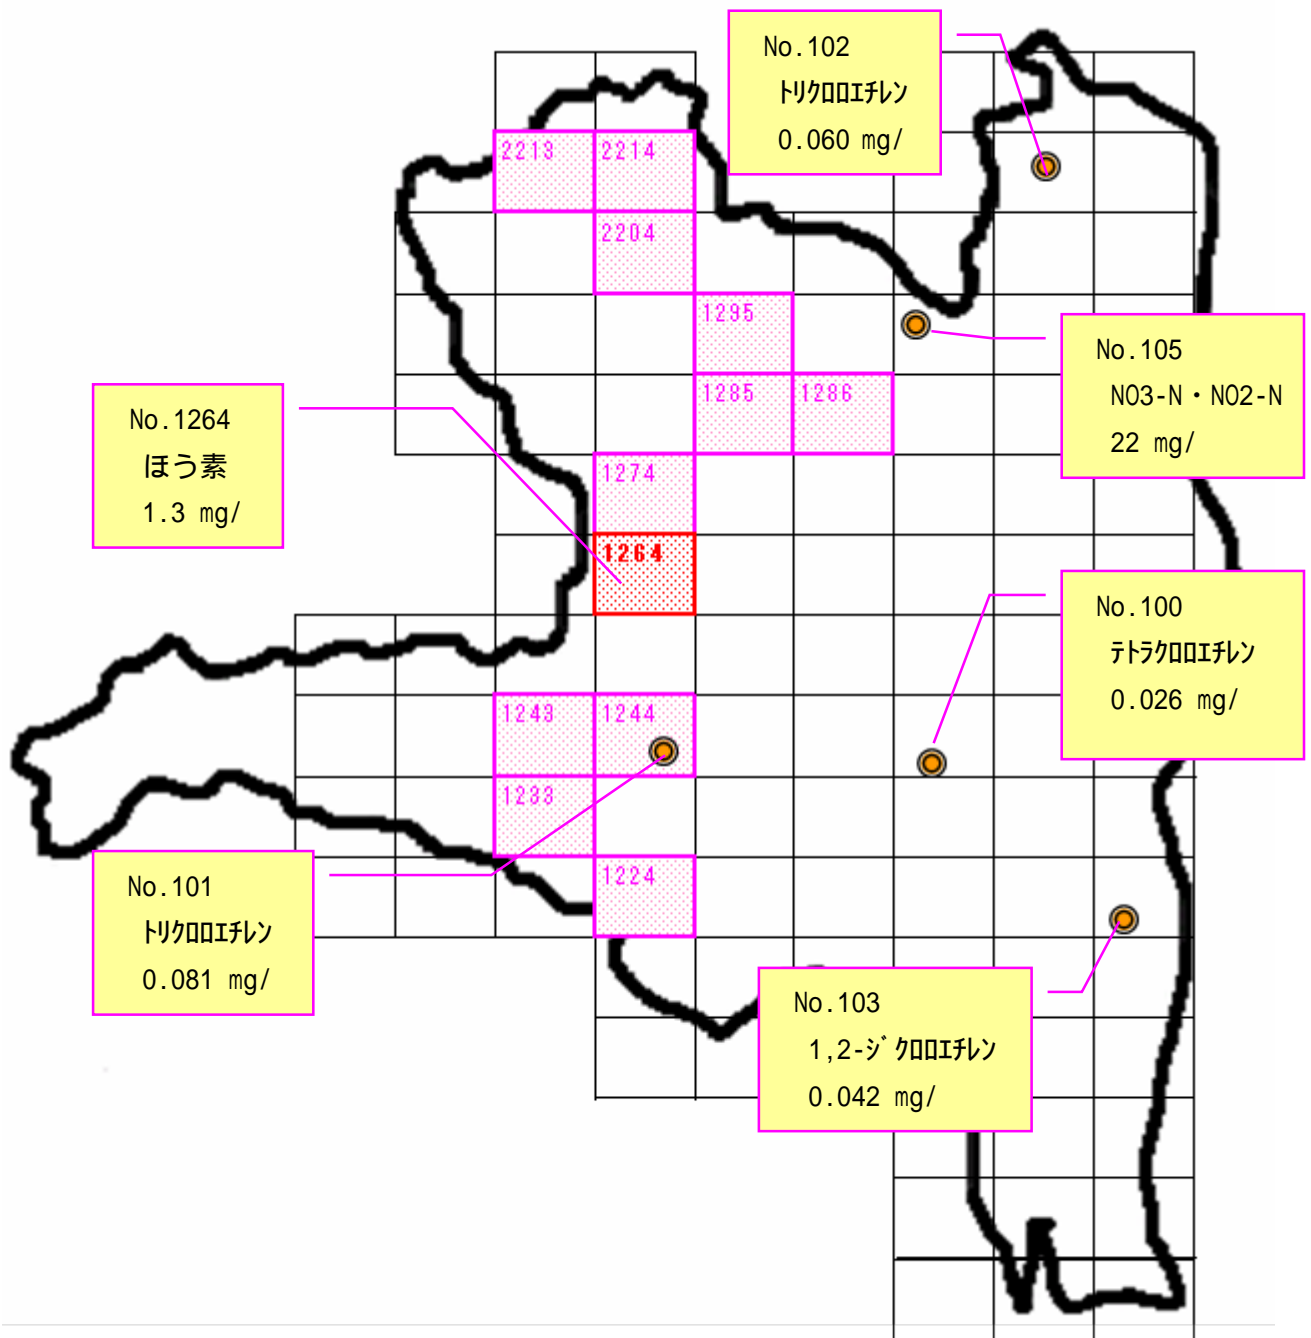 No.102
ﾄﾘｸﾛﾛｴﾁﾚﾝ
0.060 mg/
2213
2214
2204
1295
1285
1286
No.105
NO3-N・NO2-N
22 mg/
No.1264
ほう素
1.3 mg/
1274
1264
No.100
ﾃﾄﾗｸﾛﾛｴﾁﾚﾝ
0.026 mg/
1243
1244
1233
1224
No.101
ﾄﾘｸﾛﾛｴﾁﾚﾝ
0.081 mg/
No.103
1,2-ｼﾞｸﾛﾛｴﾁﾚﾝ
0.042 mg/